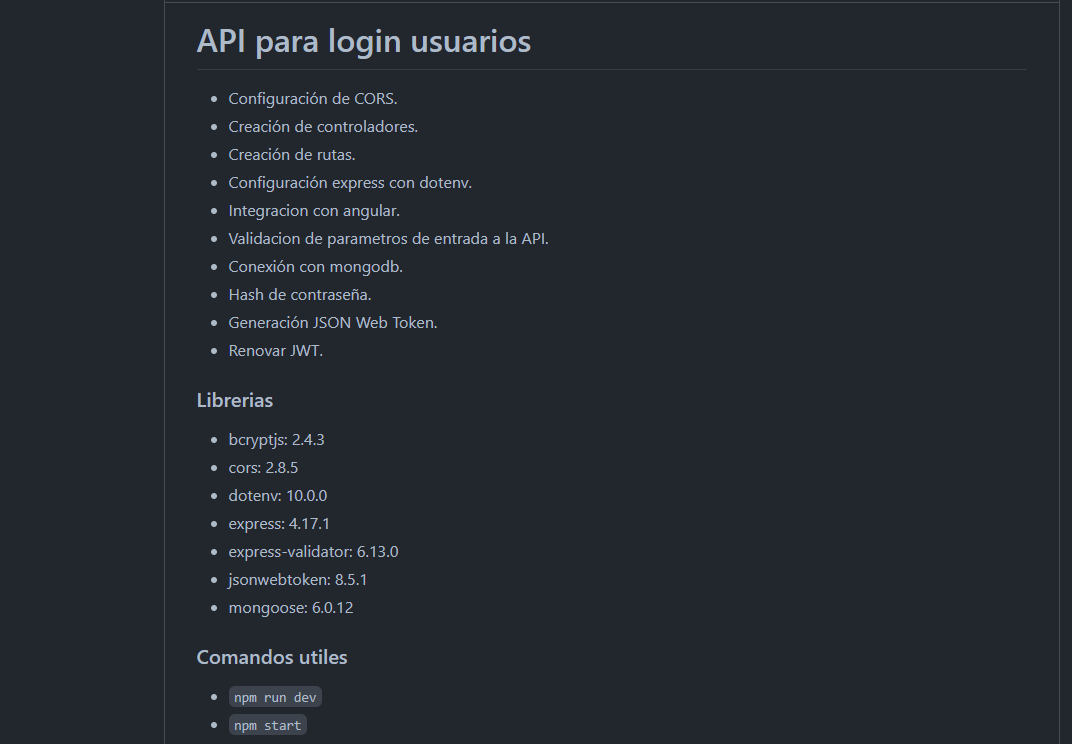 API para login usuarios
Configuración de CORS.
Creación de controladores.
Creación de rutas.
Configuración express con dotenv.
Integracion con angular.
Validacion de parametros de entrada a la API.
Conexión con mongodb.
Hash de contraseña.
Generación JSON Web Token.
Renovar JWT.
Librerias
bcryptjs: 2.4.3
cors: 2.8.5
dotenv: 10.0.0
express: 4.17.1
express-validator: 6.13.0
jsonwebtoken: 8.5.1
mongoose: 6.0.12
Comandos utiles
npm run dev
npm start